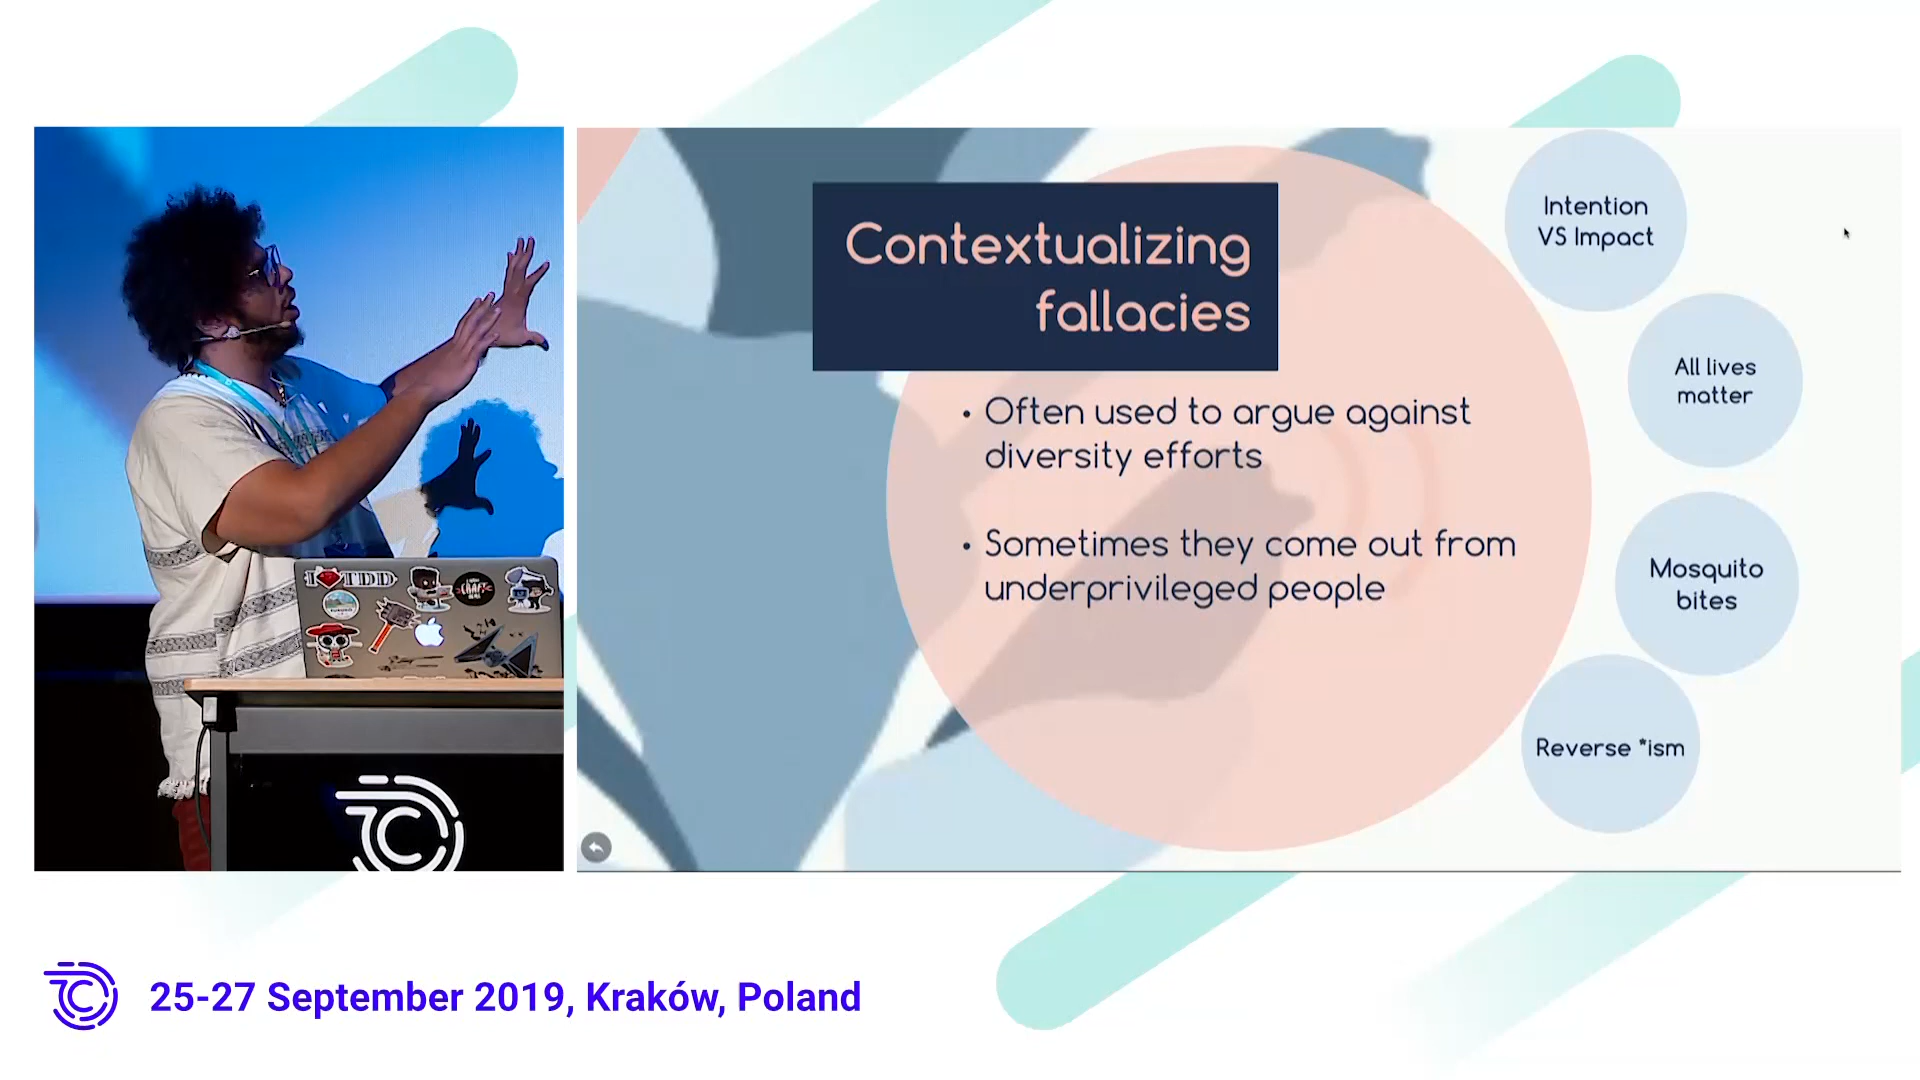 Contextualizing
fallacies
• Often used to argue against
diversity efforts
• Sometimes they come out from
underprivileged people
Intention
VS Impact
All lives
matter
Mosquito
bites
Reverse *ism
I TDD
CRAFT
25-27 September 2019, Kraków, Poland